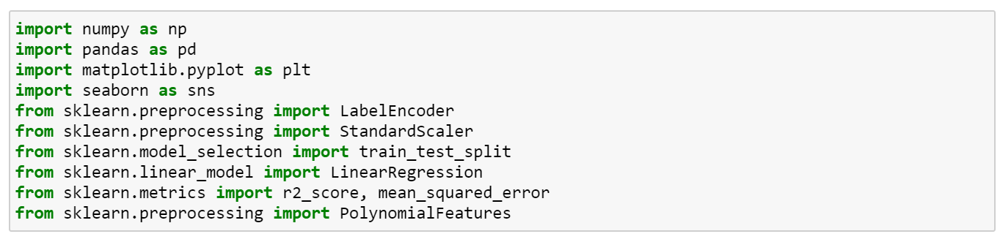 import numpy as np
import pandas as pd
import matplotlib.pyplot as plt
import seaborn as sns
from sklearn.preprocessing import LabelEncoder
from sklearn.preprocessing import StandardScaler
from sklearn.model_selection import train_test_split
from sklearn.linear_model import LinearRegression
from sklearn.metrics import r2_score, mean_squared_error
from sklearn.preprocessing import PolynomialFeatures